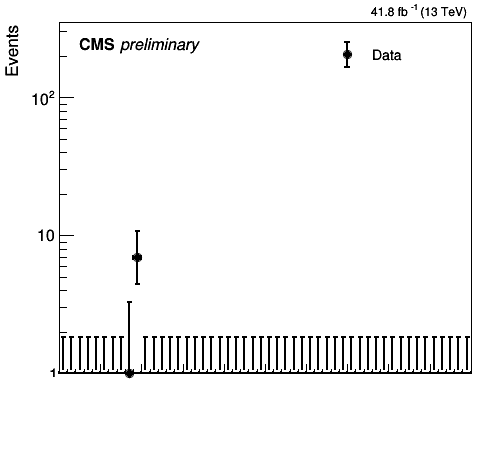 41.8 fb⁻¹ (13 TeV)
Events
CMS preliminary
Data
10²
10
1